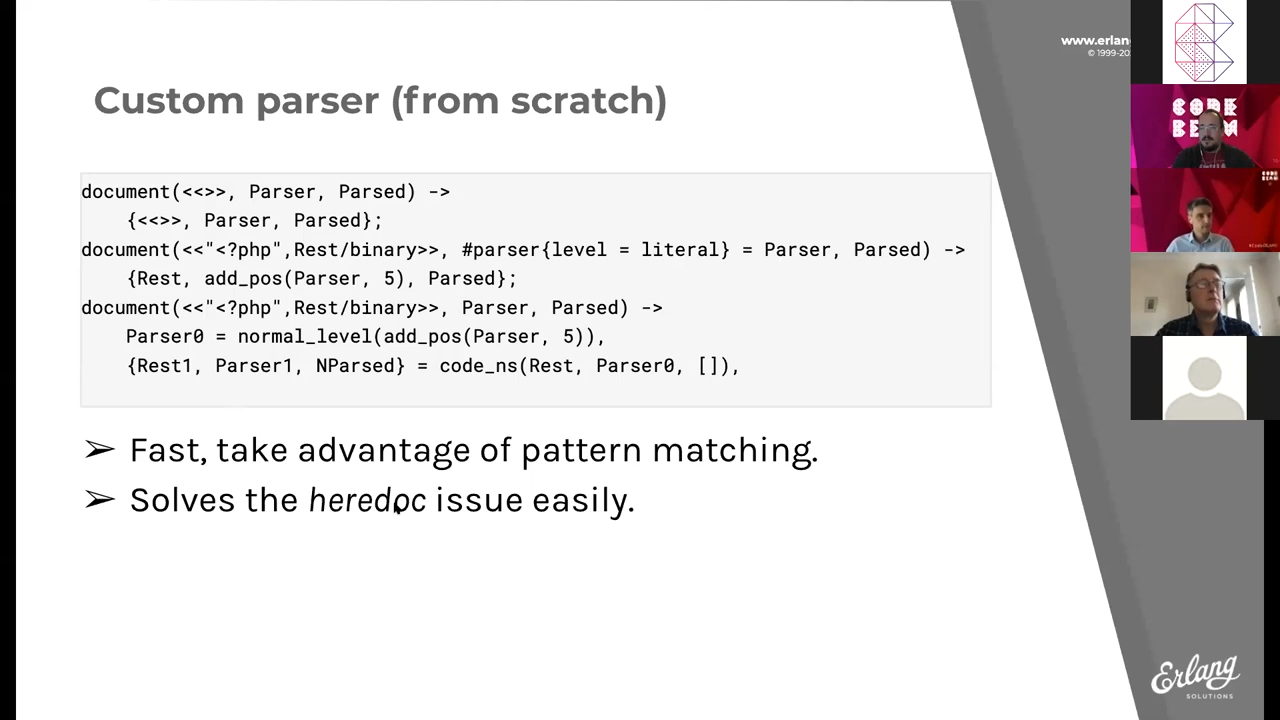 www.erlan
© 1999-20
Custom parser (from scratch)
document(<<>>, Parser, Parsed) ->
    {<<>>, Parser, Parsed};
document(<<"<?php",Rest/binary>>, #parser{level = literal} = Parser, Parsed) ->
    {Rest, add_pos(Parser, 5), Parsed};
document(<<"<?php",Rest/binary>>, Parser, Parsed) ->
    Parser0 = normal_level(add_pos(Parser, 5)),
    {Rest1, Parser1, NParsed} = code_ns(Rest, Parser0, []),
➢ Fast, take advantage of pattern matching.
➢ Solves the heredoc issue easily.
CODE
BEAM
CODE
BEAM
Erlang
SOLUTIONS